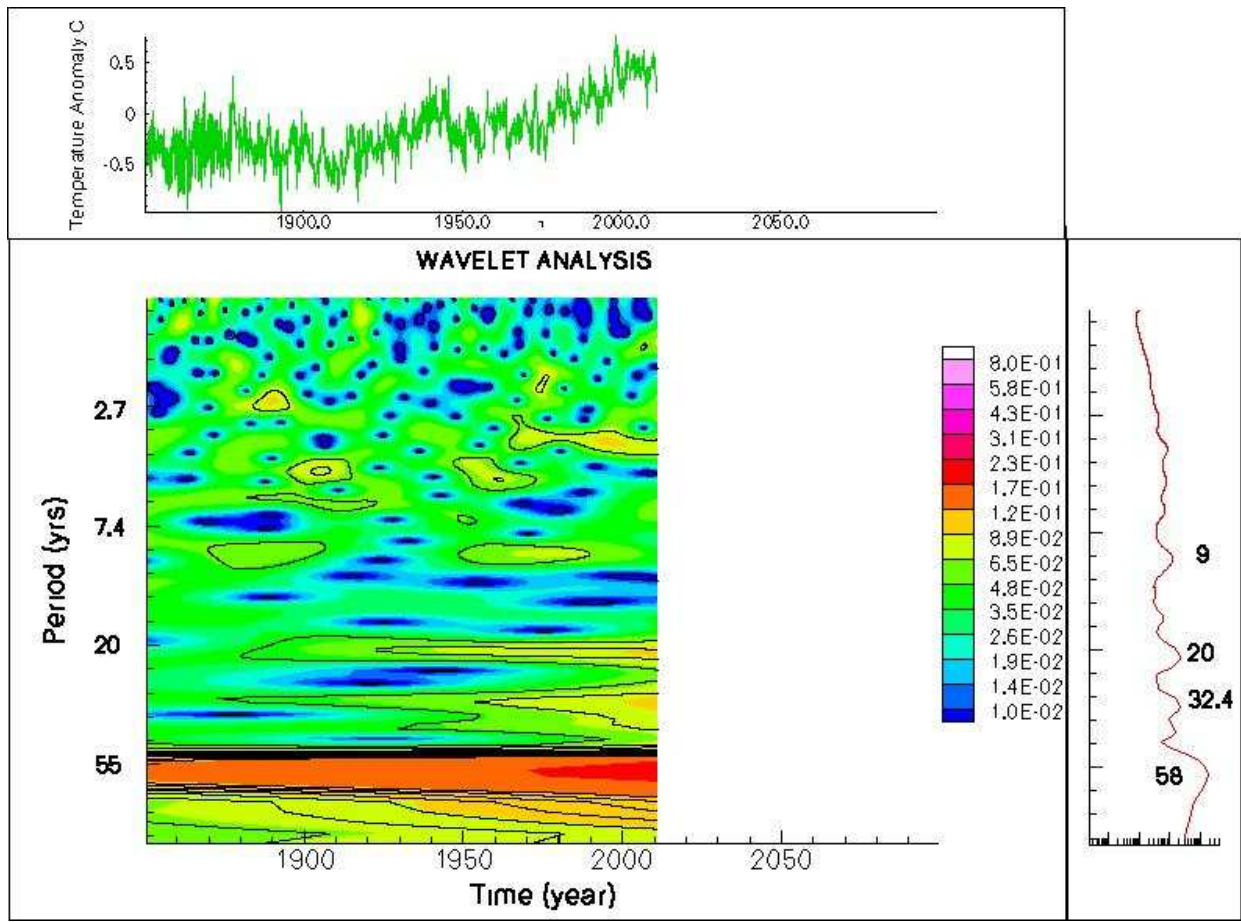 Temperature Anomaly C
0.5
0
-0.5
1900.0
1950.0
2000.0
2050.0
WAVELET ANALYSIS
Period (yrs)
2.7
7.4
20
55
1900
1950
2000
2050
Time (year)
8.0E-01
5.8E-01
4.3E-01
3.1E-01
2.3E-01
1.7E-01
1.2E-01
8.9E-02
6.5E-02
4.8E-02
3.5E-02
2.6E-02
1.9E-02
1.4E-02
1.0E-02
9
20
32.4
58